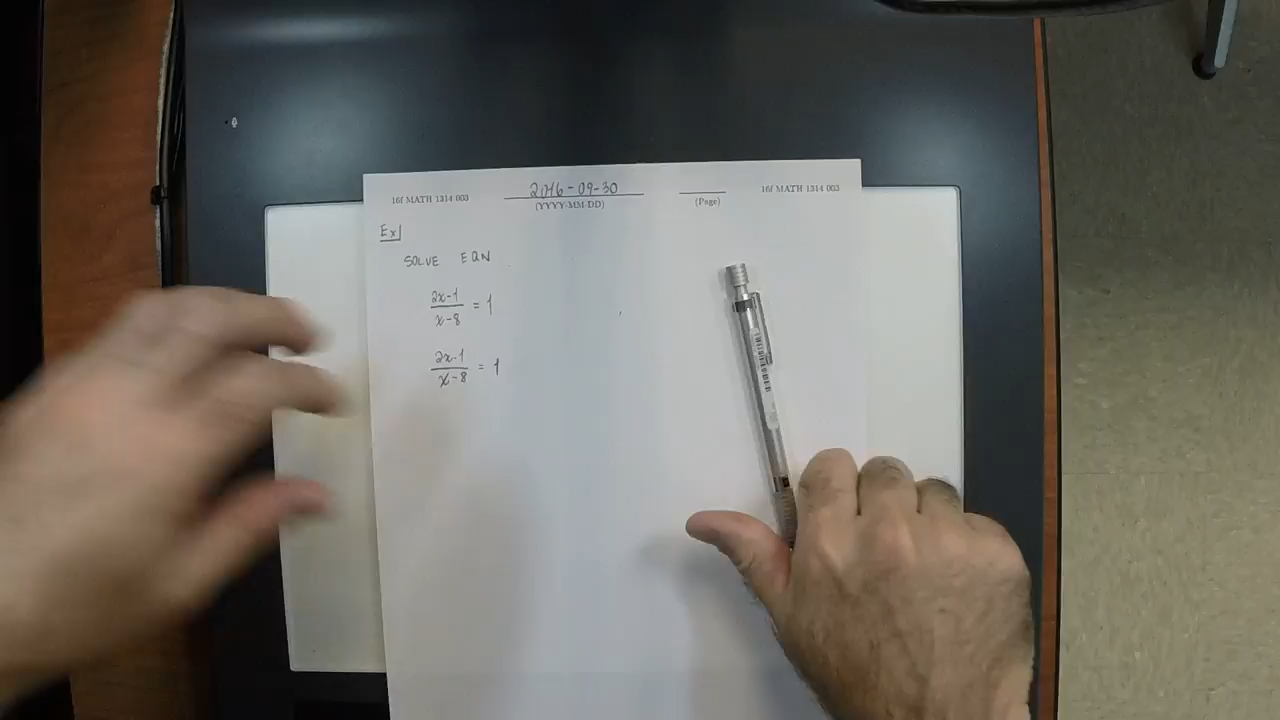 16f MATH 1314 003 2016-09-30 16f MATH 1314 003
(YYYY-MM-DD) (Page)
Ex1
SOLVE EQN
2x-1
x-8 = 1
2x-1
x-8 = 1